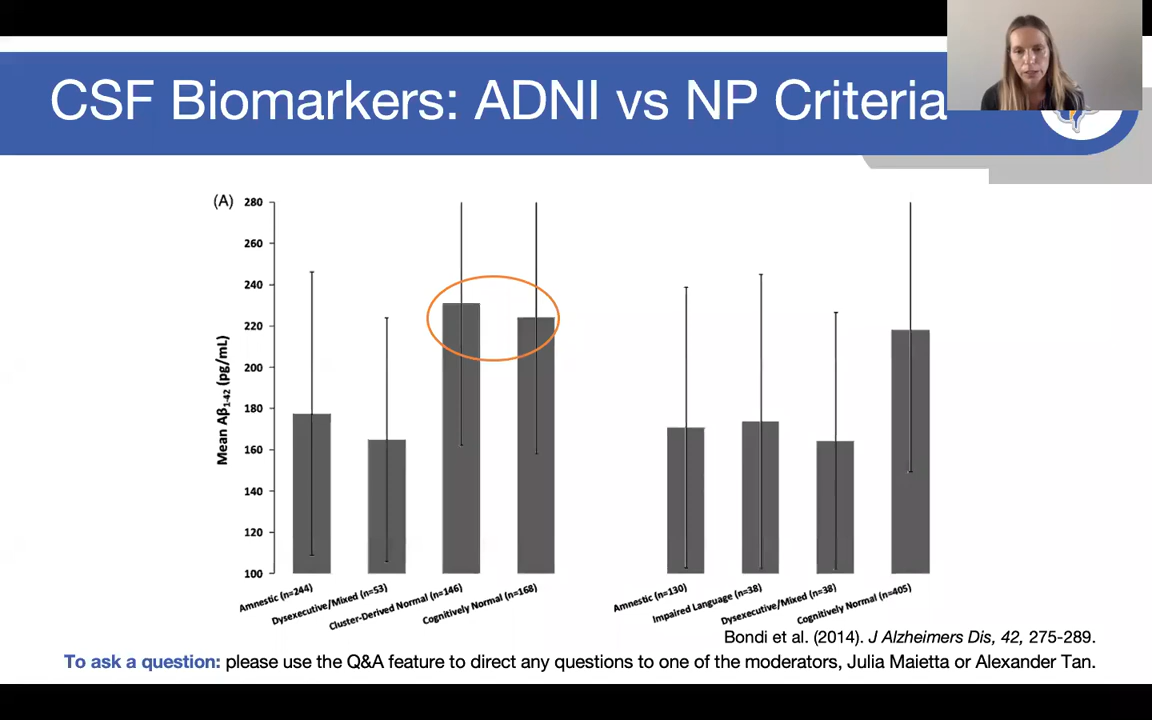 CSF Biomarkers: ADNI vs NP Criteria
(A)
280
260
240
220
200
180
160
140
120
100
Mean Aβ1-42 (pg/mL)
Amnestic (n=244)
Dysexecutive/Mixed (n=53)
Cluster-Derived Normal (n=146)
Cognitively Normal (n=168)
Amnestic (n=130)
Impaired Language (n=38)
Dysexecutive/Mixed (n=38)
Cognitively Normal (n=405)
Bondi et al. (2014). J Alzheimers Dis, 42, 275-289.
To ask a question: please use the Q&A feature to direct any questions to one of the moderators, Julia Maietta or Alexander Tan.